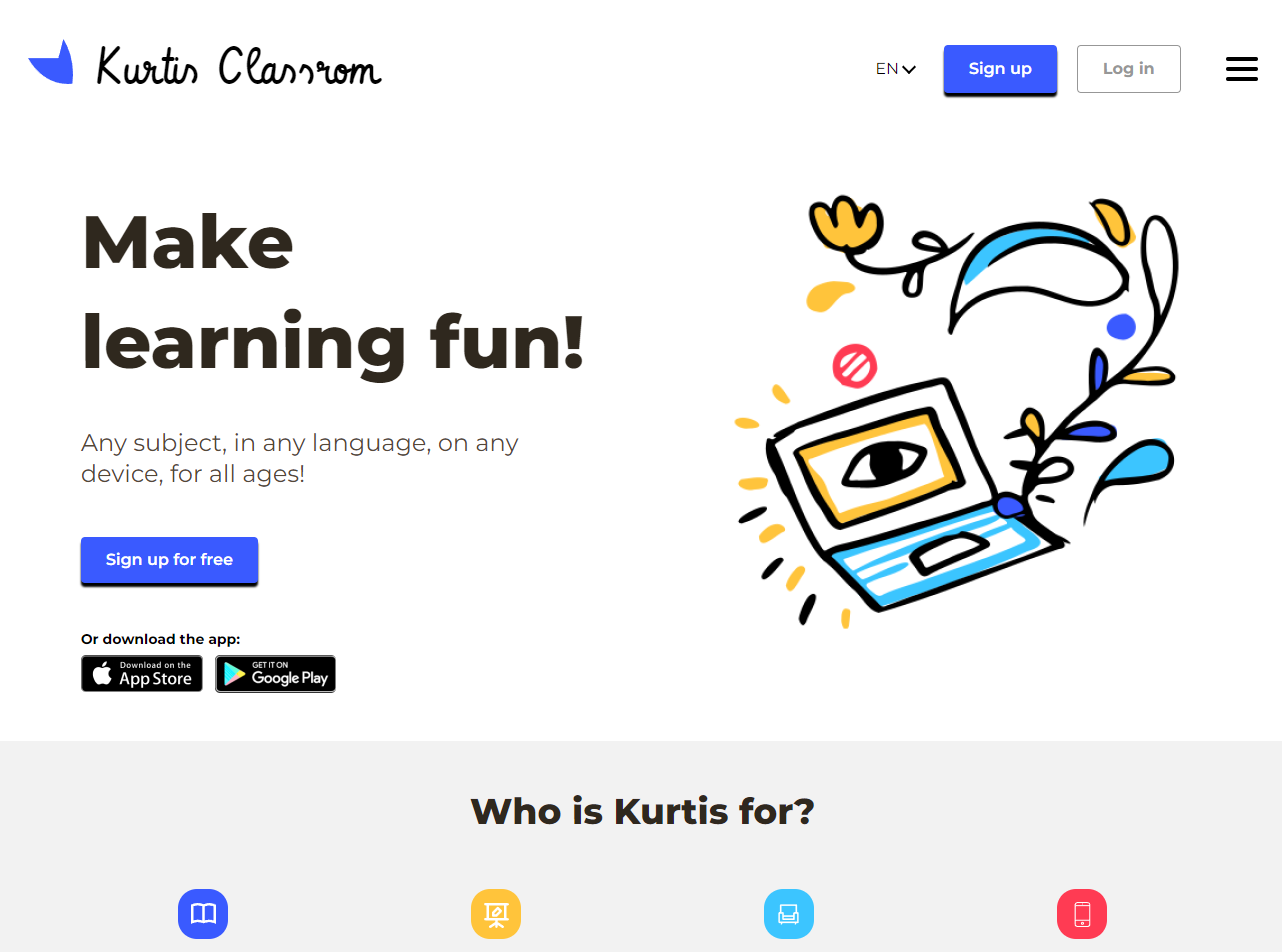 Kurtis Classrom
EN
Sign up
Log in
Make
learning fun!
Any subject, in any language, on any
device, for all ages!
Sign up for free
Or download the app:
Download on the
App Store
GET IT ON
Google Play
Who is Kurtis for?